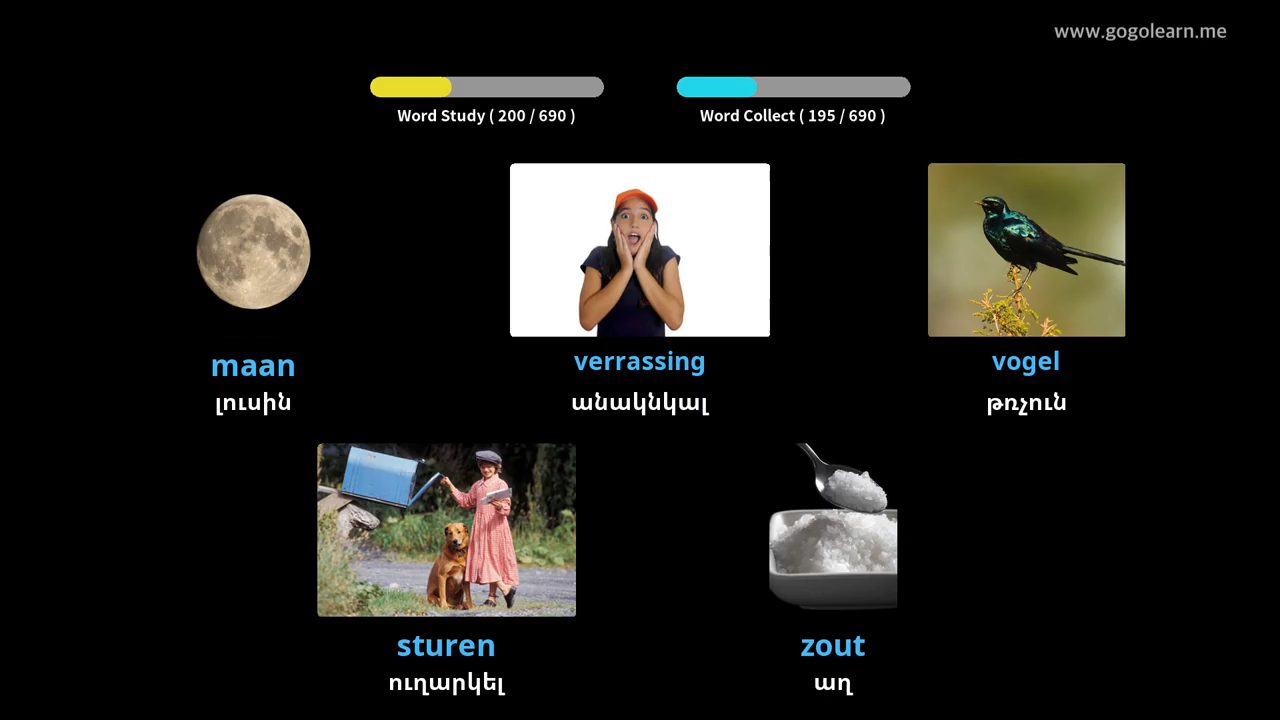 www.gogolearn.me
Word Study ( 200 / 690 )
Word Collect ( 195 / 690 )
maan
լուսին
verrassing
անակնկալ
vogel
թռչուն
sturen
ուղարկել
zout
աղ